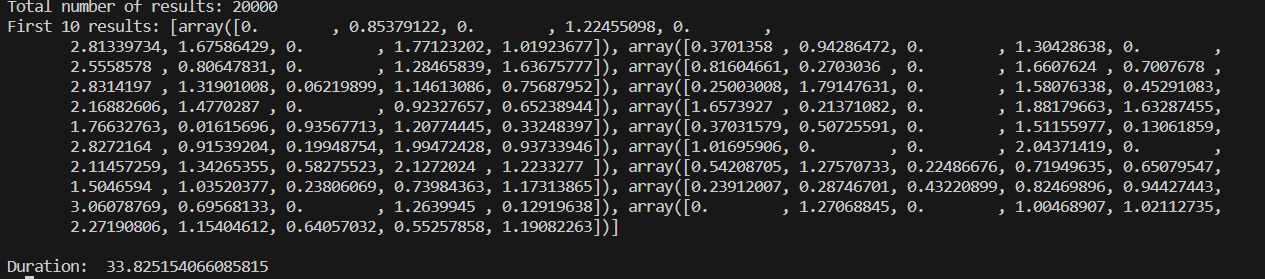 Total number of results: 20000
First 10 results: [array([0.        , 0.85379122, 0.        , 1.22455098, 0.        ,
       2.81339734, 1.67586429, 0.        , 1.77123202, 1.01923677]), array([0.3701358 , 0.94286472, 0.        , 1.30428638, 0.        ,
       2.5558578 , 0.80647831, 0.        , 1.28465839, 1.63675777]), array([0.81604661, 0.2703036 , 0.        , 1.6607624 , 0.7007678 ,
       2.8314197 , 1.31901008, 0.06219899, 1.14613086, 0.75687952]), array([0.25003008, 1.79147631, 0.        , 1.58076338, 0.45291083,
       2.16882606, 1.4770287 , 0.        , 0.92327657, 0.65238944]), array([1.6573927 , 0.21371082, 0.        , 1.88179663, 1.63287455,
       1.76632763, 0.01615696, 0.93567713, 1.20774445, 0.33248397]), array([0.37031579, 0.50725591, 0.        , 1.51155977, 0.13061859,
       2.8272164 , 0.91539204, 0.19948754, 1.99472428, 0.93733946]), array([1.01695906, 0.        , 0.        , 2.04371419, 0.        ,
       2.11457259, 1.34265355, 0.58275523, 2.1272024 , 1.2233277 ]), array([0.54208705, 1.27570733, 0.22486676, 0.71949635, 0.65079547,
       1.5046594 , 1.03520377, 0.23806069, 0.73984363, 1.17313865]), array([0.23912007, 0.28746701, 0.43220899, 0.82469896, 0.94427443,
       3.06078769, 0.69568133, 0.        , 1.2639945 , 0.12919638]), array([0.        , 1.27068845, 0.        , 1.00468907, 1.02112735,
       2.27190806, 1.15404612, 0.64057032, 0.55257858, 1.19082263])]
Duration:  33.825154066085815